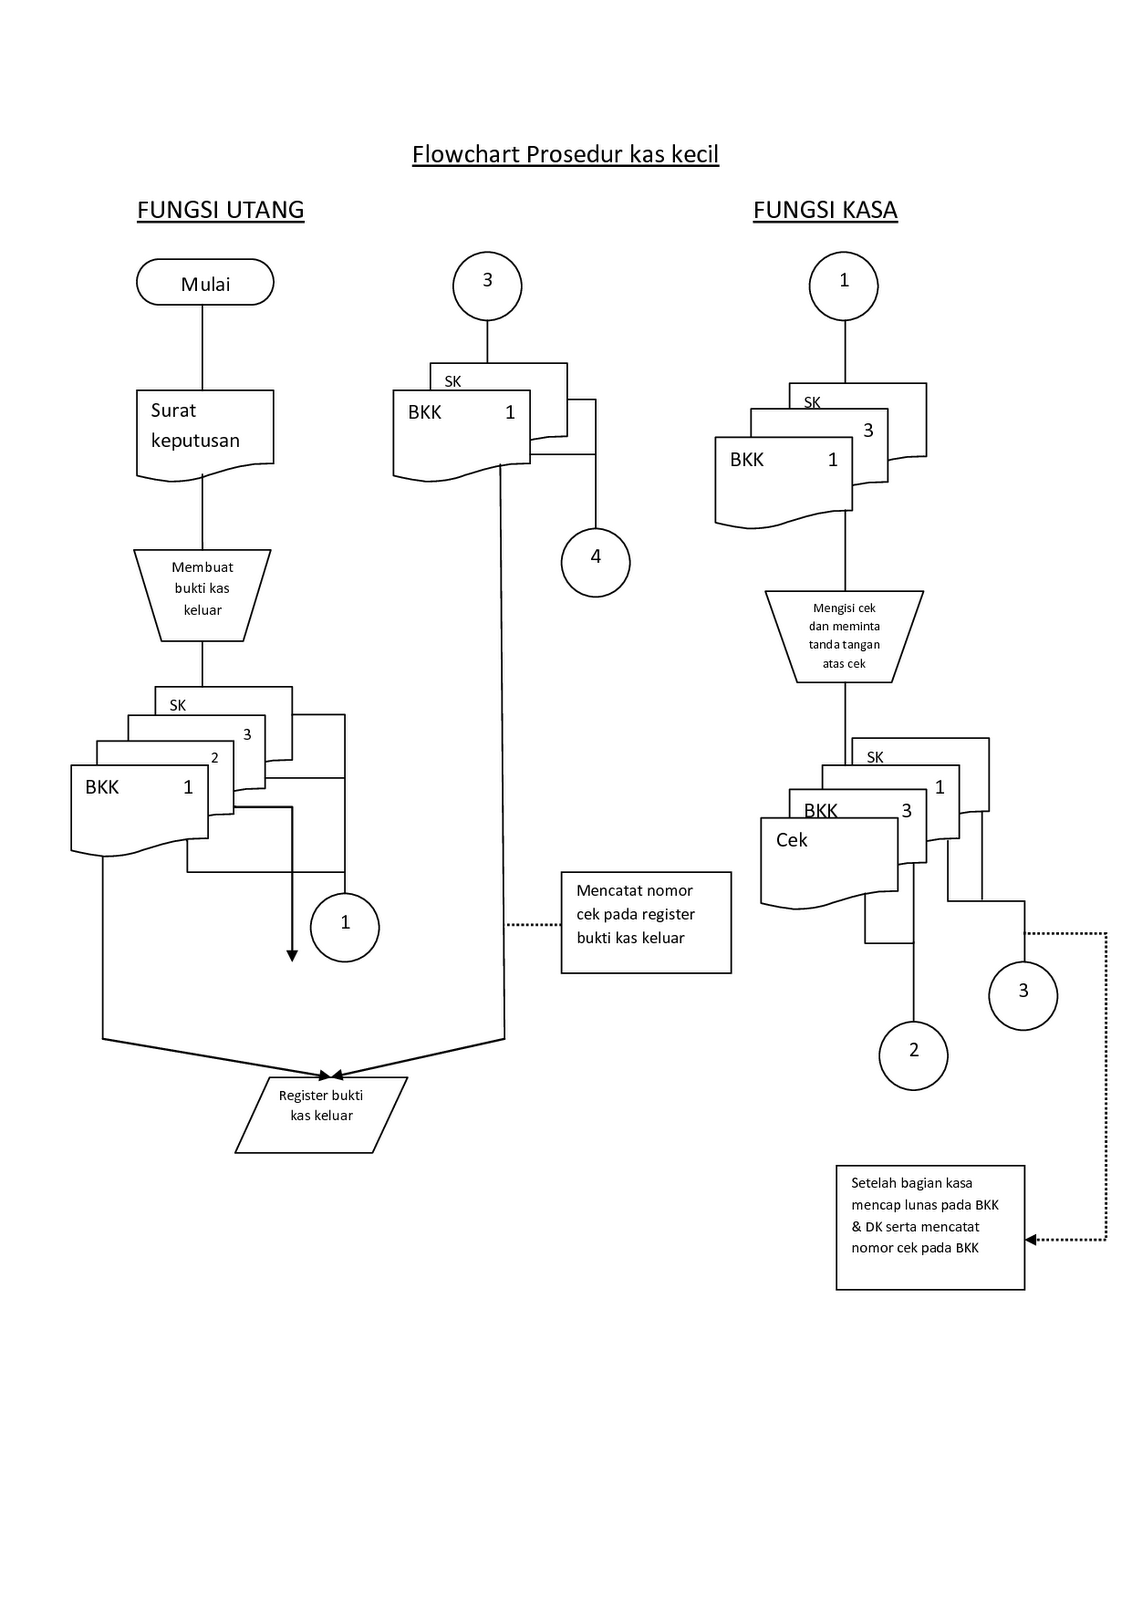 Flowchart Prosedur kas kecil
FUNGSI UTANG
FUNGSI KASA
Mulai
Surat
keputusan
Membuat
bukti kas
keluar
SK
3
2
BKK 1
1
3
SK
BKK 1
4
Mencatat nomor
cek pada register
bukti kas keluar
Register bukti
kas keluar
1
SK
3
BKK 1
Mengisi cek
dan meminta
tanda tangan
atas cek
SK
1
BKK 3
Cek
3
2
Setelah bagian kasa
mencap lunas pada BKK
& DK serta mencatat
nomor cek pada BKK